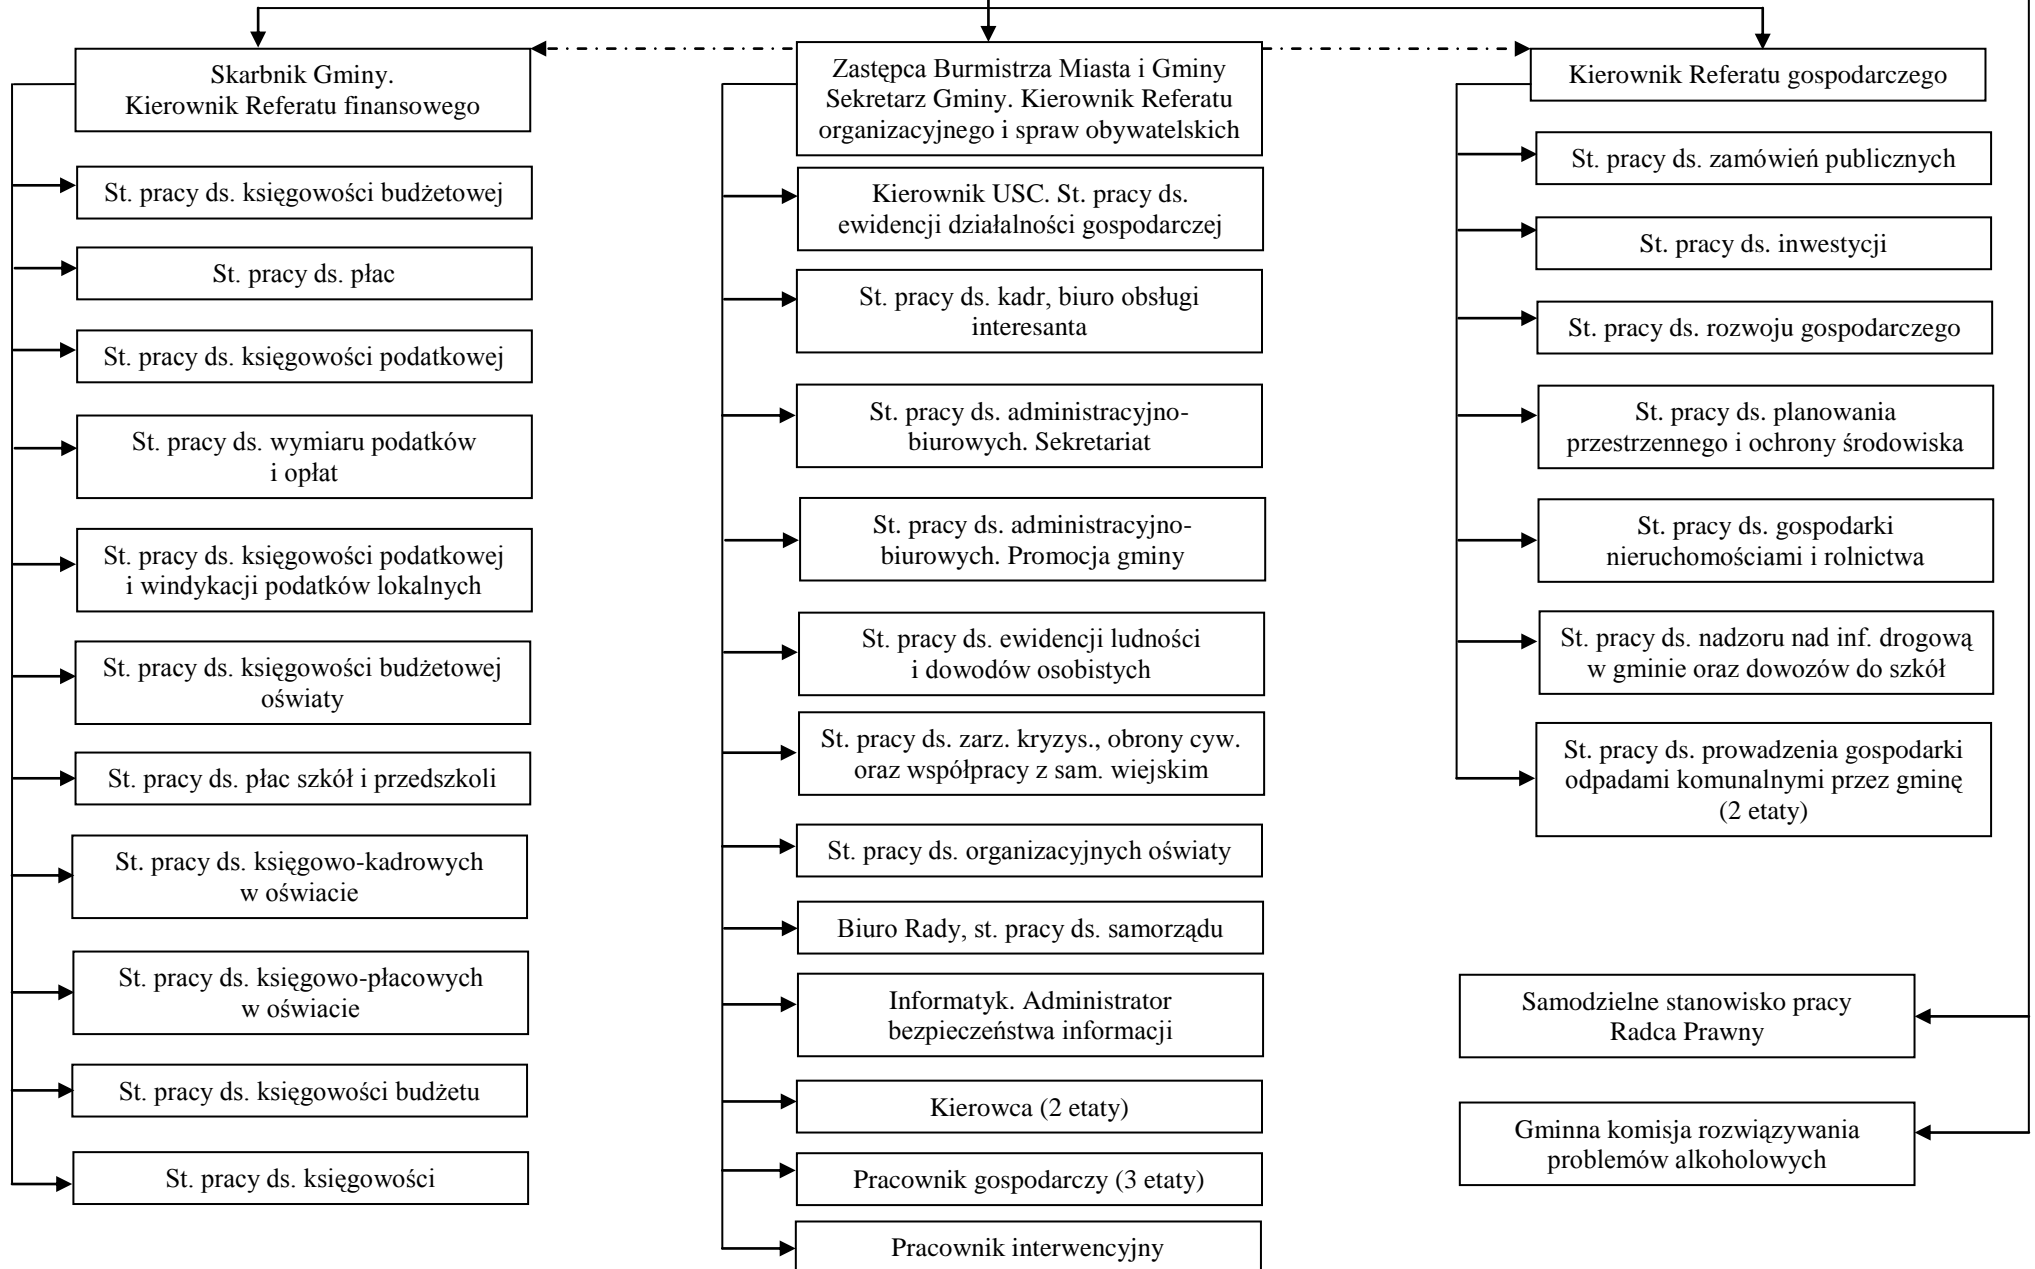 Skarbnik Gminy.
Kierownik Referatu finansowego
St. pracy ds. księgowości budżetowej
St. pracy ds. płac
St. pracy ds. księgowości podatkowej
St. pracy ds. wymiaru podatków
i opłat
St. pracy ds. księgowości podatkowej
i windykacji podatków lokalnych
St. pracy ds. księgowości budżetowej
oświaty
St. pracy ds. płac szkół i przedszkoli
St. pracy ds. księgowo-kadrowych
w oświacie
St. pracy ds. księgowo-płacowych
w oświacie
St. pracy ds. księgowości budżetu
St. pracy ds. księgowości
Zastępca Burmistrza Miasta i Gminy
Sekretarz Gminy. Kierownik Referatu
organizacyjnego i spraw obywatelskich
Kierownik USC. St. pracy ds.
ewidencji działalności gospodarczej
St. pracy ds. kadr, biuro obsługi
interesanta
St. pracy ds. administracyjno-
biurowych. Sekretariat
St. pracy ds. administracyjno-
biurowych. Promocja gminy
St. pracy ds. ewidencji ludności
i dowodów osobistych
St. pracy ds. zarz. kryzys., obrony cyw.
oraz współpracy z sam. wiejskim
St. pracy ds. organizacyjnych oświaty
Biuro Rady, st. pracy ds. samorządu
Informatyk. Administrator
bezpieczeństwa informacji
Kierowca (2 etaty)
Pracownik gospodarczy (3 etaty)
Pracownik interwencyjny
Kierownik Referatu gospodarczego
St. pracy ds. zamówień publicznych
St. pracy ds. inwestycji
St. pracy ds. rozwoju gospodarczego
St. pracy ds. planowania
przestrzennego i ochrony środowiska
St. pracy ds. gospodarki
nieruchomościami i rolnictwa
St. pracy ds. nadzoru nad inf. drogową
w gminie oraz dowozów do szkół
St. pracy ds. prowadzenia gospodarki
odpadami komunalnymi przez gminę
(2 etaty)
Samodzielne stanowisko pracy
Radca Prawny
Gminna komisja rozwiązywania
problemów alkoholowych